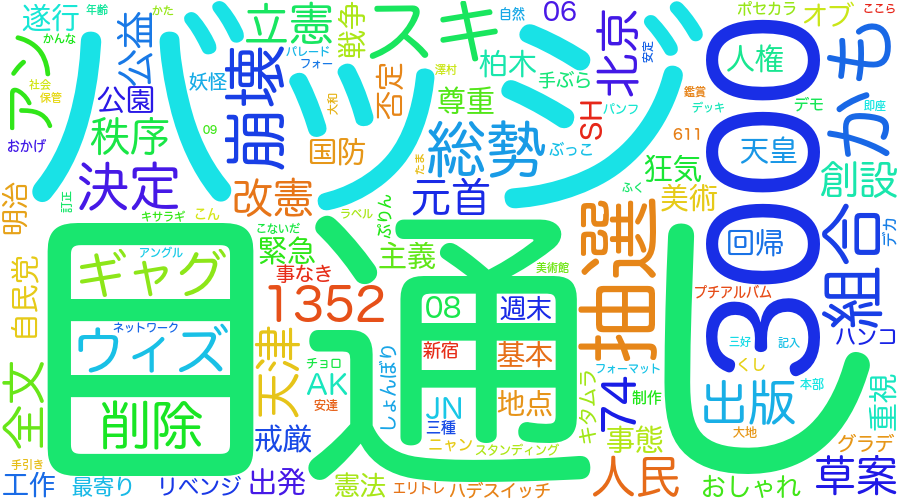 目通し
バッジ
3000
遂行
かんな
年齢
かた
立憲
パレード
フォー
戦争
スキ
自然
06
ポセカラ
オブ
ここら
アン
公益
妖怪
崩壊
否定
澤村
柏木
手ぶら
北京
安定
人権
かも
社会
保管
公園
大和
尊重
SH
鑑賞
パンフ
デッキ
デモ
即座
おかげ
秩序
09
国防
たま
総勢
ぶっこ
611
天皇
明治
訂正
決定
改憲
元首
ふく
狂気
美術
創設
キサラギ
こん
ラベル
こないだ
ぷりん
緊急
主義
抽選
回帰
組合
デカ
自民党
ギャグ
アングル
事なき
1352
08
週末
美術館
プチアルバム
ネットワーク
ウィズ
天津
チョロ
しょんぼり
新宿
基本
フォーマット
三好
記入
ハンコ
全文
削除
AK
安達
JN
三種
地点
キタムラ
74
制作
くし
出版
本部
重視
手引き
戒厳
ニャン
スタンディング
事態
大地
グラデ
工作
最寄り
リベンジ
出発
憲法
エリトレ
ハデスイッチ
人民
おしゃれ
草案